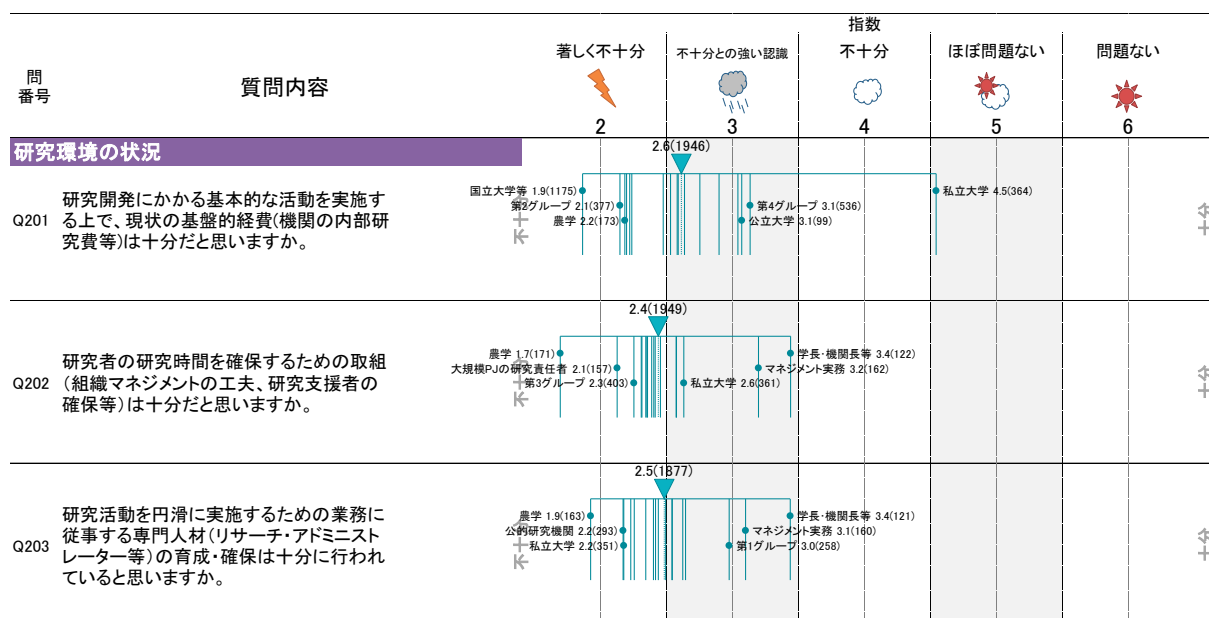 指数
著しく不十分
不十分との強い認識
不十分
ほぼ問題ない
問題ない
問
番号
質問内容
2
3
4
5
6
研究環境の状況
2.6(1946)
Q201
研究開発にかかる基本的な活動を実施す
る上で、現状の基盤的経費(機関の内部研
究費等)は十分だと思いますか。
不十分
国立大学等 1.9(1175)
第2グループ 2.1(377)
農学 2.2(173)
私立大学 4.5(364)
第4グループ 3.1(536)
公立大学 3.1(99)
十分
2.4(1949)
Q202
研究者の研究時間を確保するための取組
(組織マネジメントの工夫、研究支援者の
確保等)は十分だと思いますか。
不十分
農学 1.7(171)
大規模PJの研究責任者 2.1(157)
第3グループ 2.3(403)
学長・機関長等 3.4(122)
マネジメント実務 3.2(162)
私立大学 2.6(361)
十分
2.5(1877)
Q203
研究活動を円滑に実施するための業務に
従事する専門人材(リサーチ・アドミニスト
レーター等)の育成・確保は十分に行われ
ていると思いますか。
不十分
農学 1.9(163)
公的研究機関 2.2(293)
私立大学 2.2(351)
学長・機関長等 3.4(121)
マネジメント実務 3.1(160)
第1グループ 3.0(258)
十分